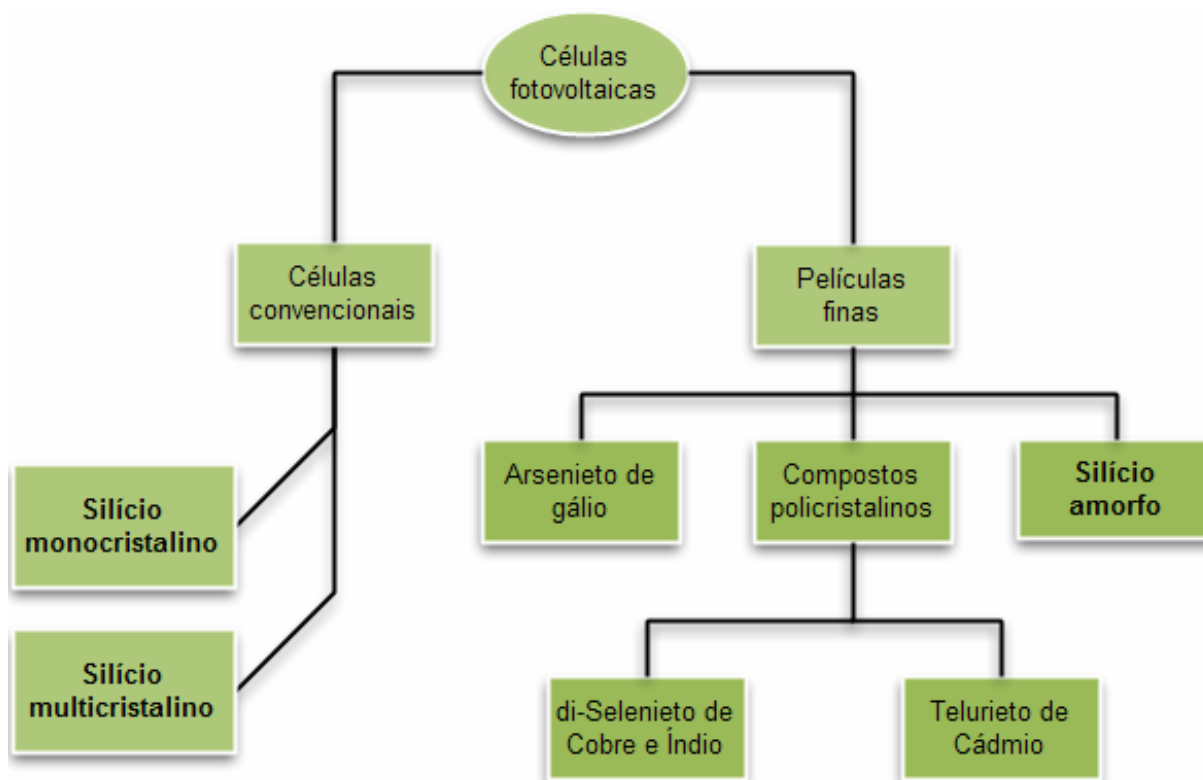 Células
fotovoltaicas
Células
convencionais
Películas
finas
Silício
monocristalino
Silício
multicristalino
Arsenieto de
gálio
Compostos
policristalinos
Silício
amorfo
di-Selenieto de
Cobre e Índio
Telurieto de
Cádmio